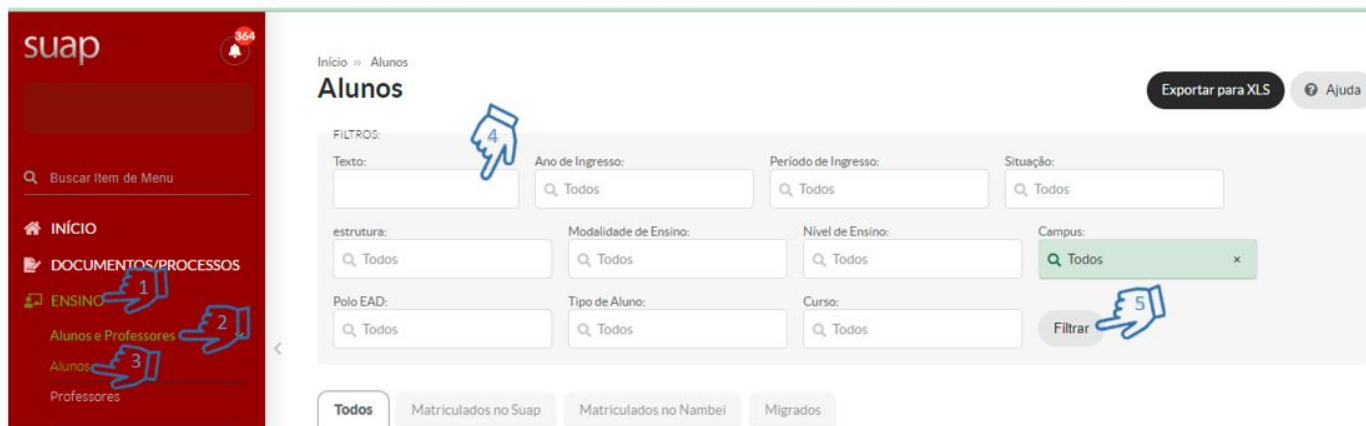 suap
364
Buscar Item de Menu
INÍCIO
DOCUMENTOS/PROCESSOS
1
ENSINO
Alunos e Professores
2
Alunos
3
Professores
Início » Alunos
Alunos
Exportar para XLS
Ajuda
FILTROS:
4
Texto: Ano de Ingresso: Período de Ingresso: Situação:
Todos Todos Todos
estrutura: Modalidade de Ensino: Nível de Ensino: Campus:
Todos Todos Todos Todos ×
Polo EAD: Tipo de Aluno: Curso:
5
Todos Todos Todos Filtrar
<
Todos Matriculados no Suap Matriculados no Nambei Migrados